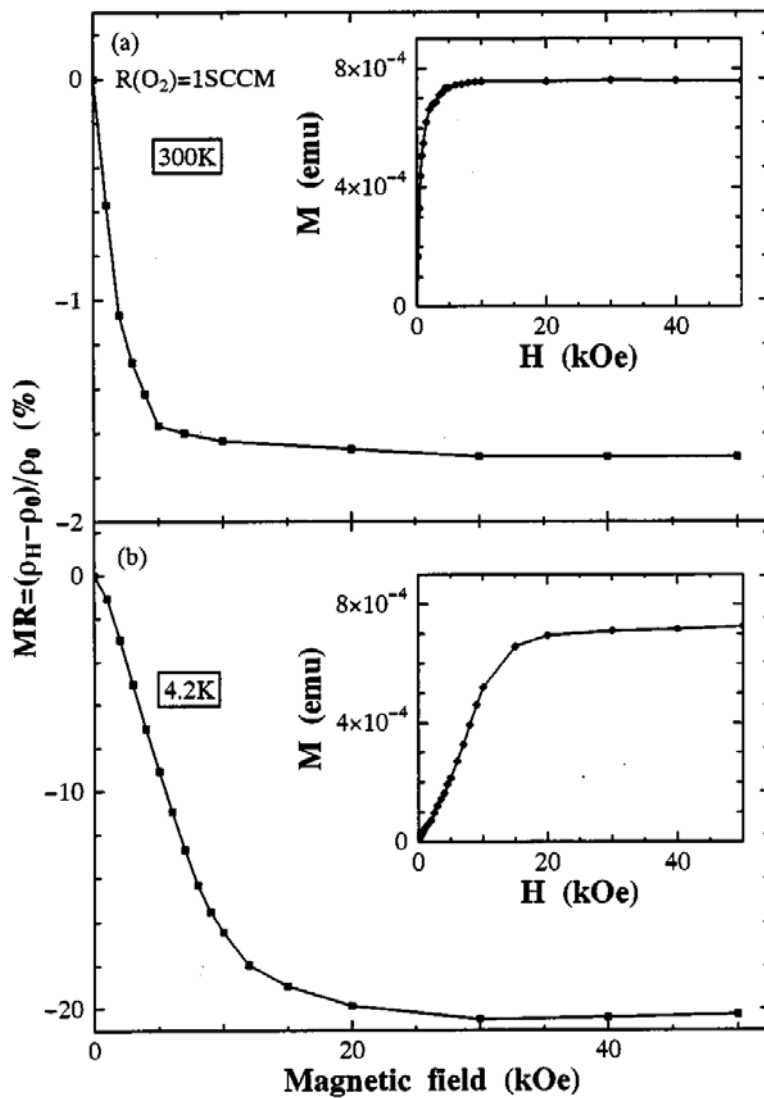 (a)
R(O₂)=1SCCM
300K
0
−1
−2
M (emu)
8×10⁻⁴
4×10⁻⁴
0
0
20
40
H (kOe)
MR=(ρH−ρ0)/ρ0 (%)
(b)
4.2K
0
−10
−20
M (emu)
8×10⁻⁴
4×10⁻⁴
0
0
20
40
H (kOe)
0
20
40
Magnetic field (kOe)